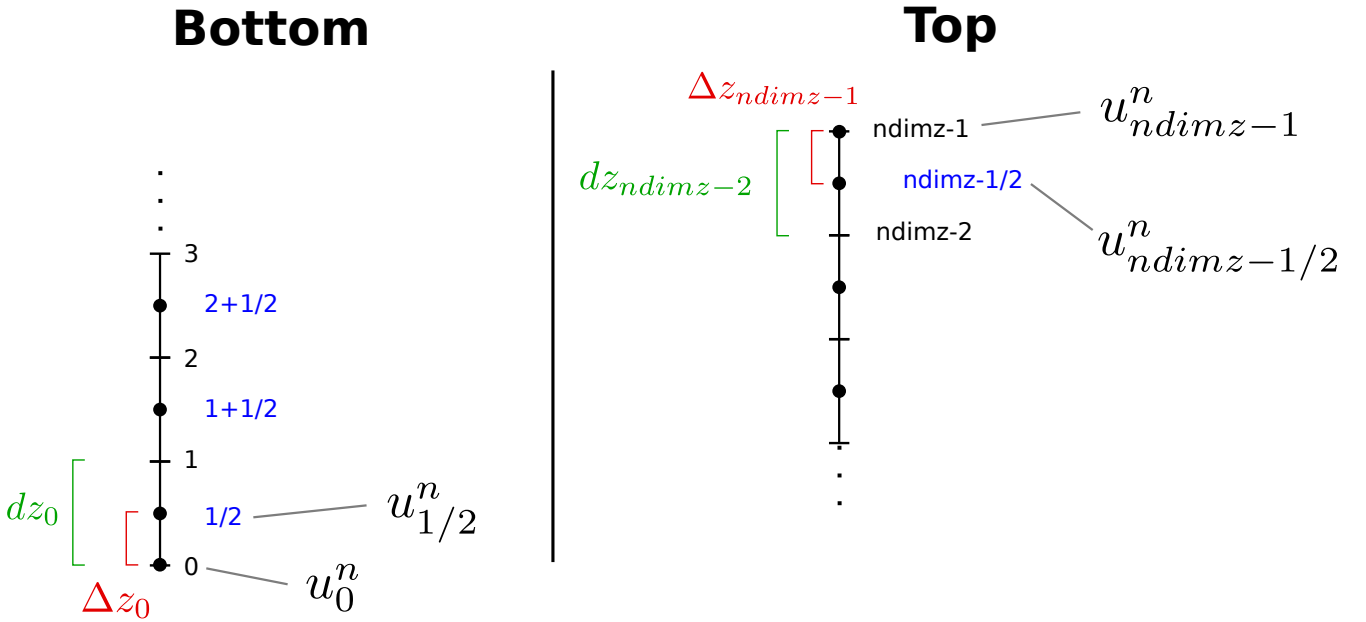 Bottom
3
2+1/2
2
1+1/2
1
dz_0
1/2
u^n_{1/2}
0
u^n_0
Δz_0
Top
Δz_{ndimz−1}
ndimz-1
u^n_{ndimz−1}
dz_{ndimz−2}
ndimz-1/2
ndimz-2
u^n_{ndimz−1/2}